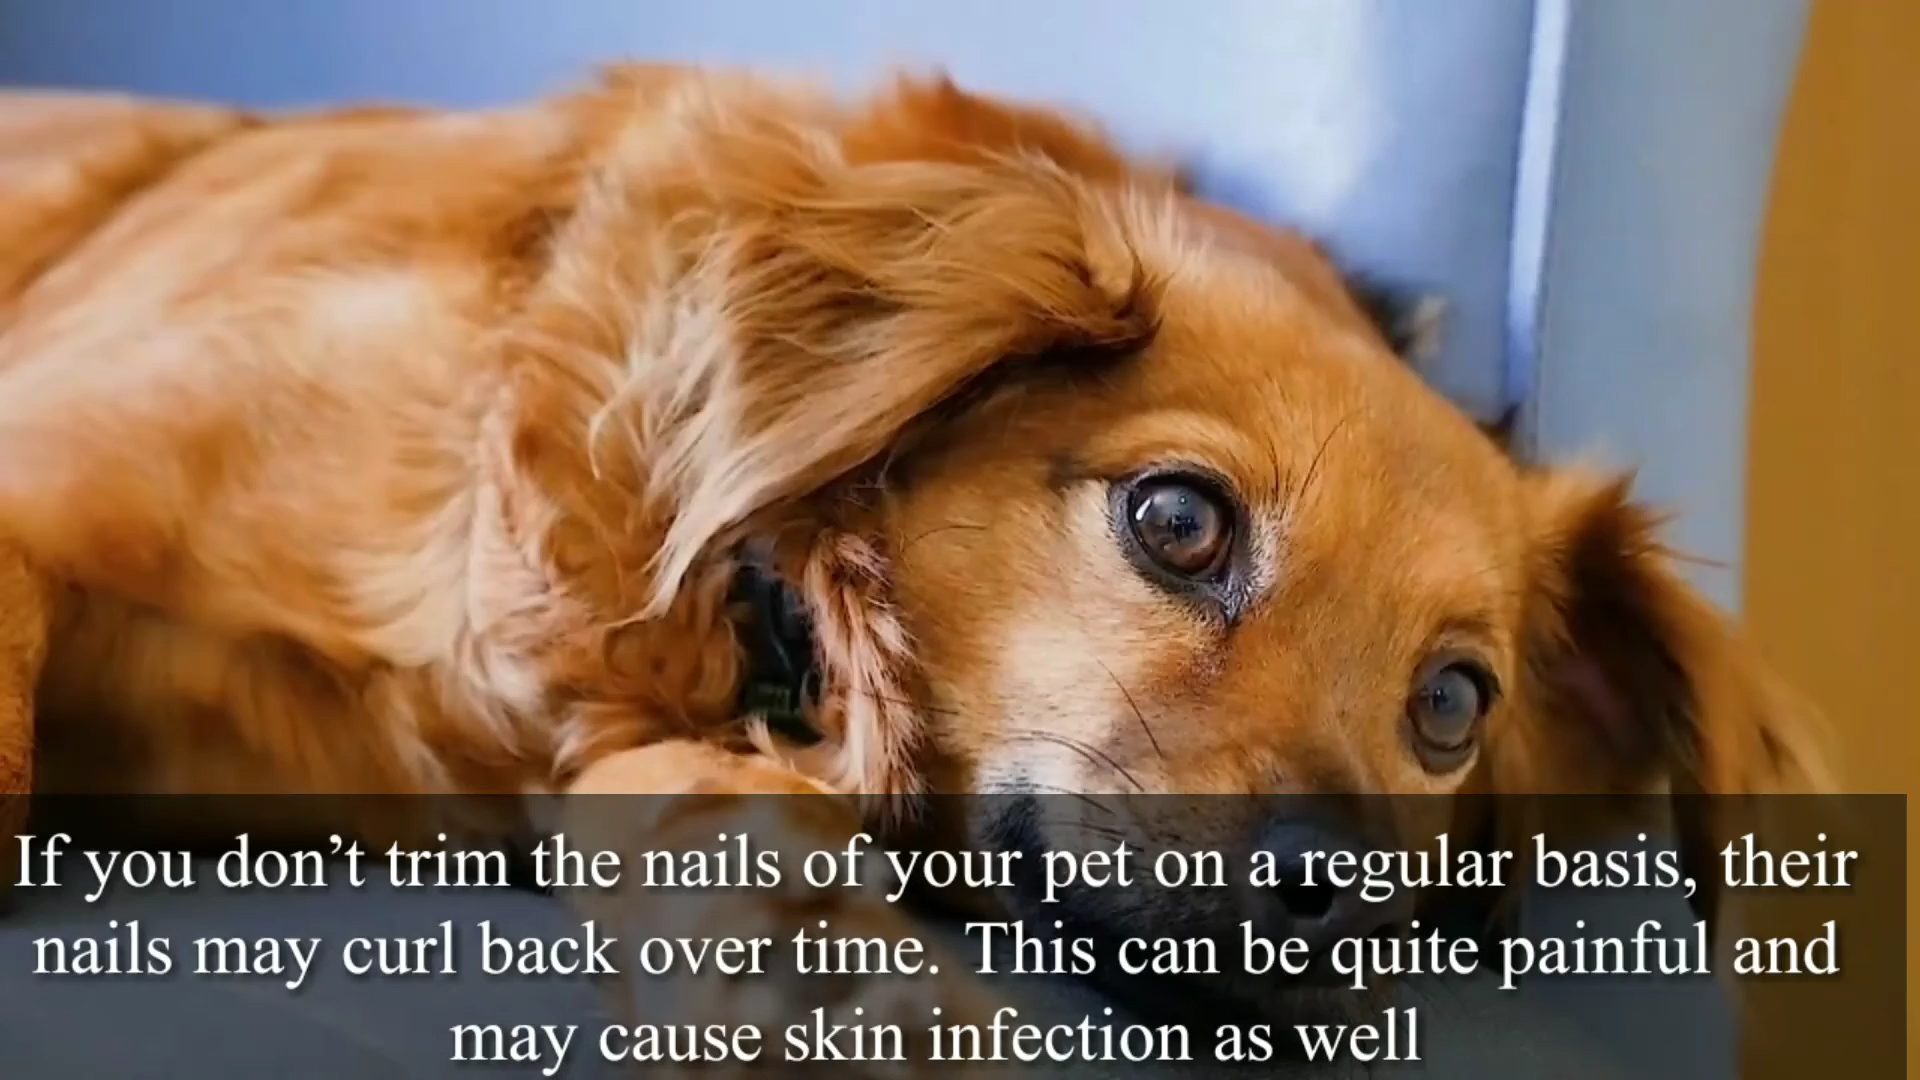 If you don’t trim the nails of your pet on a regular basis, their
nails may curl back over time. This can be quite painful and
may cause skin infection as well